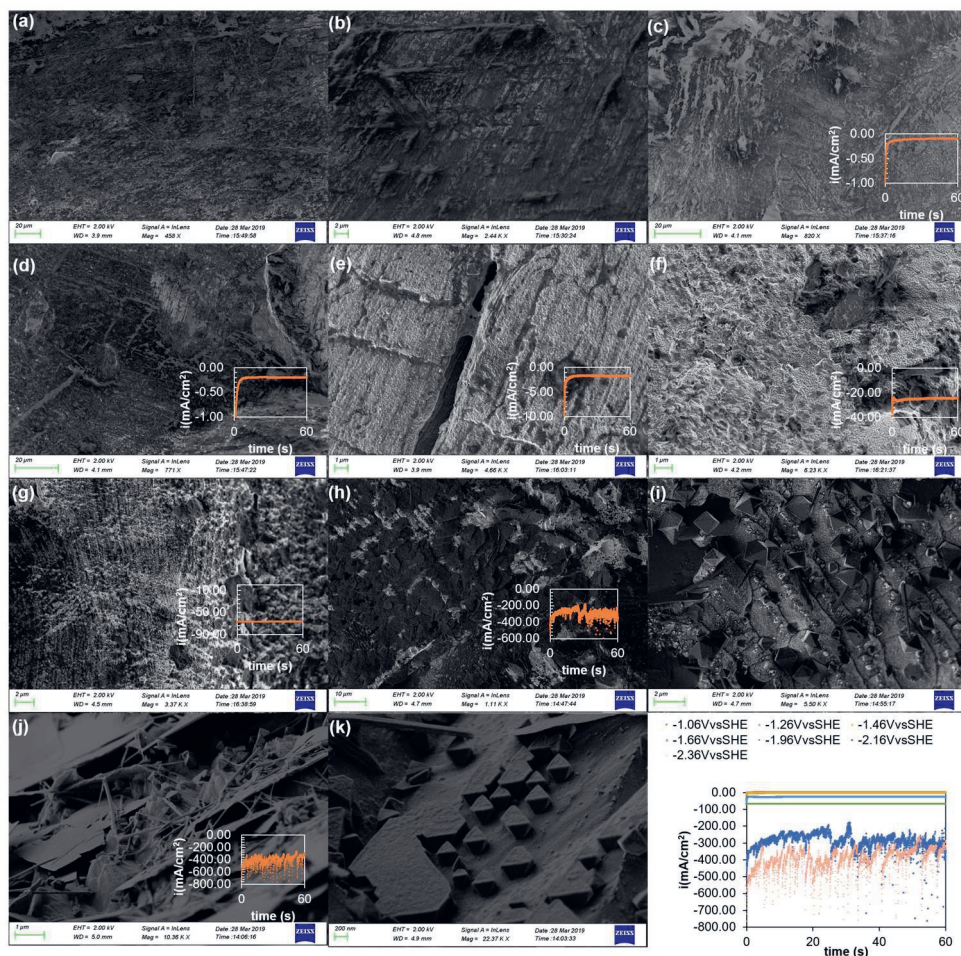 (a)
20 µm
EHT = 2.00 kV
Signal A = InLens
Date :28 Mar 2019
WD = 3.9 mm
Mag = 458 X
Time :15:49:58
ZEISS
(b)
2 µm
EHT = 2.00 kV
Signal A = InLens
Date :28 Mar 2019
WD = 4.8 mm
Mag = 2.44 K X
Time :15:30:24
ZEISS
(c)
i(mA/cm²)
0.00
-0.50
-1.00
0
60
time (s)
20 µm
EHT = 2.00 kV
Signal A = InLens
Date :28 Mar 2019
WD = 4.1 mm
Mag = 820 X
Time :15:37:16
ZEISS
(d)
i(mA/cm²)
0.00
-0.50
-1.00
0
60
time (s)
20 µm
EHT = 2.00 kV
Signal A = InLens
Date :28 Mar 2019
WD = 4.1 mm
Mag = 771 X
Time :15:47:22
ZEISS
(e)
i(mA/cm²)
0.00
-5.00
-10.00
0
60
time (s)
1 µm
EHT = 2.00 kV
Signal A = InLens
Date :28 Mar 2019
WD = 3.9 mm
Mag = 4.66 K X
Time :16:03:11
ZEISS
(f)
i(mA/cm²)
0.00
-20.00
-40.00
0
60
time (s)
1 µm
EHT = 2.00 kV
Signal A = InLens
Date :28 Mar 2019
WD = 4.2 mm
Mag = 6.23 K X
Time :16:21:37
ZEISS
(g)
i(mA/cm²)
-10.00
-50.00
-90.00
0
60
time (s)
2 µm
EHT = 2.00 kV
Signal A = InLens
Date :28 Mar 2019
WD = 4.5 mm
Mag = 3.37 K X
Time :16:38:59
ZEISS
(h)
i(mA/cm²)
0.00
-200.00
-400.00
-600.00
0
60
time (s)
10 µm
EHT = 2.00 kV
Signal A = InLens
Date :28 Mar 2019
WD = 4.7 mm
Mag = 1.11 K X
Time :14:47:44
ZEISS
(i)
2 µm
EHT = 2.00 kV
Signal A = InLens
Date :28 Mar 2019
WD = 4.7 mm
Mag = 5.50 K X
Time :14:55:17
ZEISS
(j)
i(mA/cm²)
0.00
-200.00
-400.00
-600.00
-800.00
0
60
time (s)
1 µm
EHT = 2.00 kV
Signal A = InLens
Date :28 Mar 2019
WD = 5.0 mm
Mag = 10.36 K X
Time :14:06:16
ZEISS
(k)
200 nm
EHT = 2.00 kV
Signal A = InLens
Date :28 Mar 2019
WD = 4.9 mm
Mag = 22.37 K X
Time :14:03:33
ZEISS
-1.06VvsSHE -1.26VvsSHE -1.46VvsSHE
-1.66VvsSHE -1.96VvsSHE -2.16VvsSHE
-2.36VvsSHE
i(mA/cm²)
0.00
-100.00
-200.00
-300.00
-400.00
-500.00
-600.00
-700.00
-800.00
0 20 40 60
time (s)